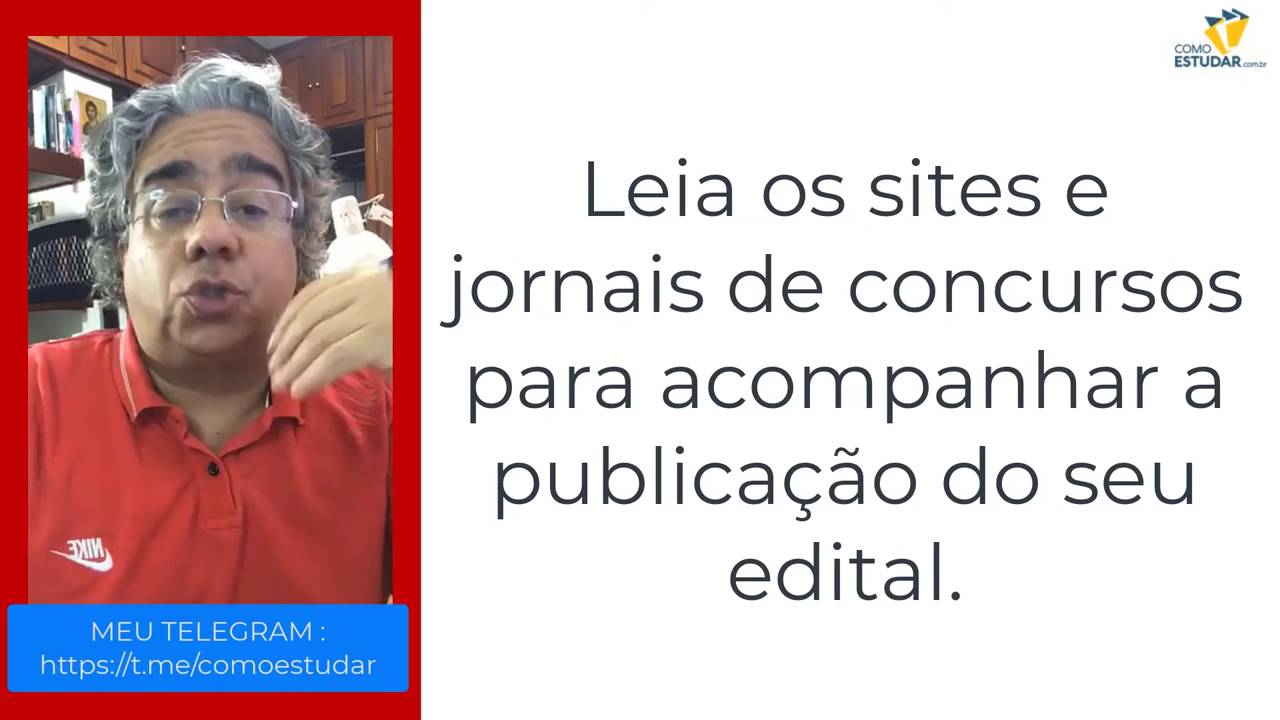 COMO
ESTUDAR.com.br
Leia os sites e
jornais de concursos
para acompanhar a
publicação do seu
edital.
NIKE
MEU TELEGRAM :
https://t.me/comoestudar